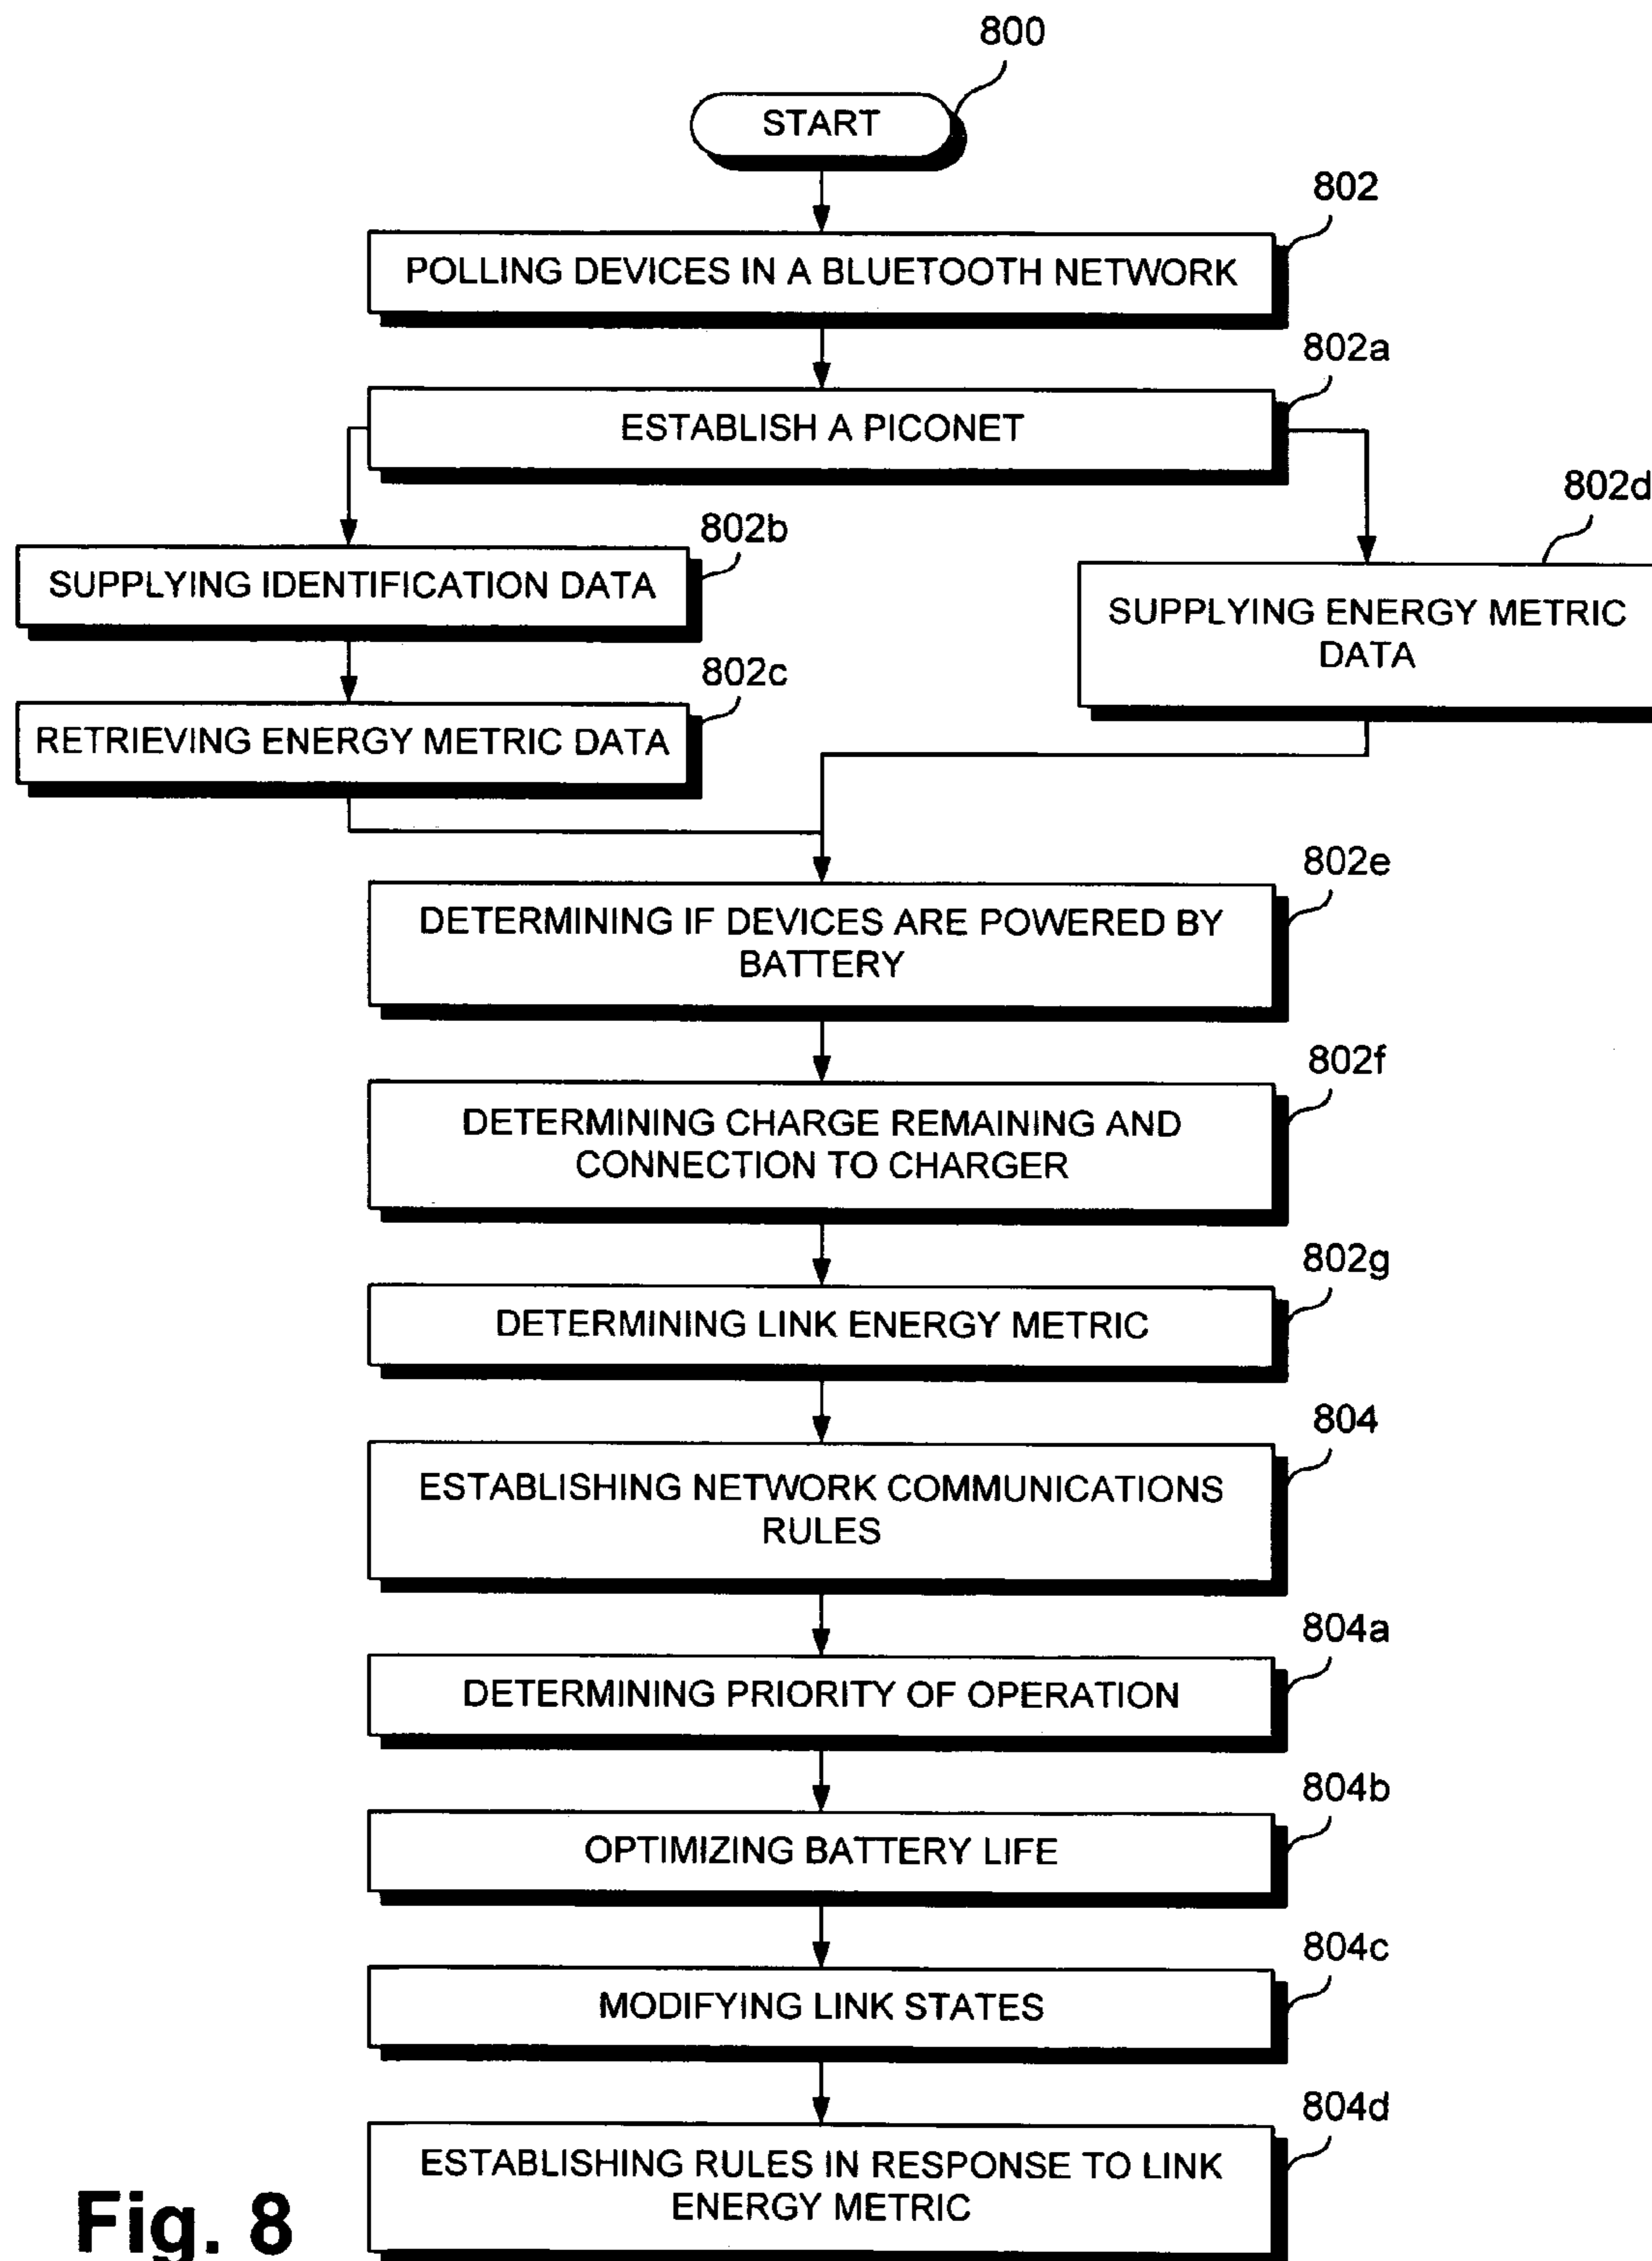 800
START
802
POLLING DEVICES IN A BLUETOOTH NETWORK
802a
ESTABLISH A PICONET
802b
SUPPLYING IDENTIFICATION DATA
802d
SUPPLYING ENERGY METRIC
DATA
802c
RETRIEVING ENERGY METRIC DATA
802e
DETERMINING IF DEVICES ARE POWERED BY
BATTERY
802f
DETERMINING CHARGE REMAINING AND
CONNECTION TO CHARGER
802g
DETERMINING LINK ENERGY METRIC
804
ESTABLISHING NETWORK COMMUNICATIONS
RULES
804a
DETERMINING PRIORITY OF OPERATION
804b
OPTIMIZING BATTERY LIFE
804c
MODIFYING LINK STATES
804d
ESTABLISHING RULES IN RESPONSE TO LINK
ENERGY METRIC
Fig. 8